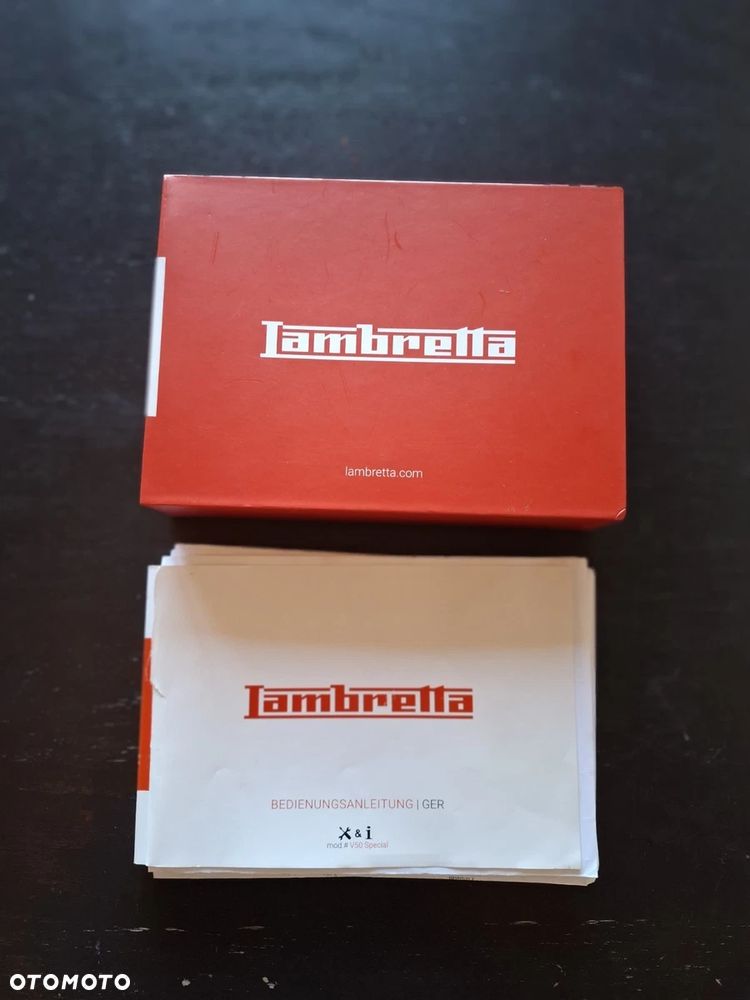 Lambretta
lambretta.com
Lambretta
BEDIENUNGSANLEITUNG | GER
& i
mod # V50 Special
OTOMOTO